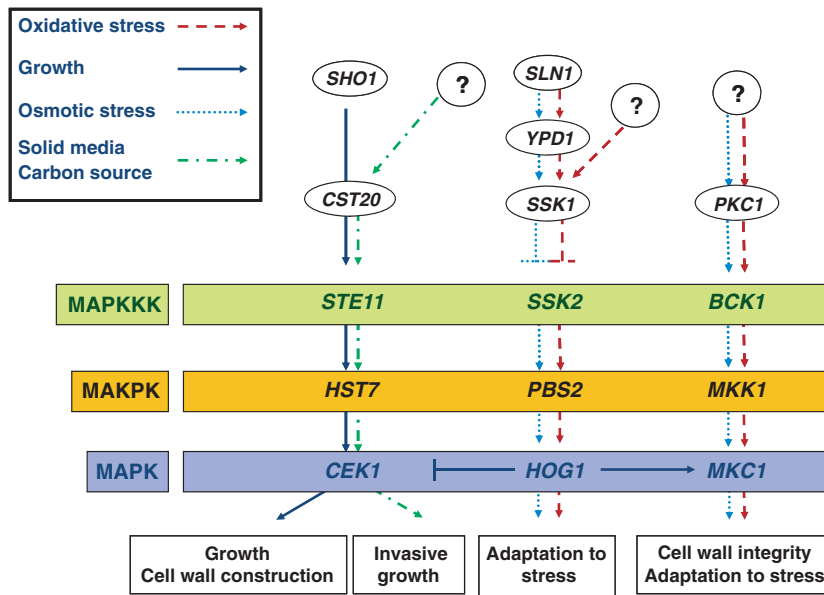 Oxidative stress
Growth
Osmotic stress
Solid media
Carbon source
SHO1
?
SLN1
?
?
YPD1
CST20
SSK1
PKC1
MAPKKK
STE11
SSK2
BCK1
MAKPK
HST7
PBS2
MKK1
MAPK
CEK1
HOG1
MKC1
Growth
Cell wall construction
Invasive
growth
Adaptation to
stress
Cell wall integrity
Adaptation to stress